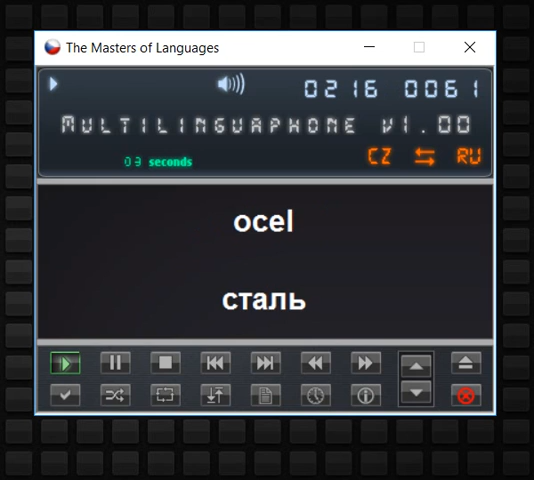 The Masters of Languages
0216 0061
MULTILINGUAPHONE v1.00
03 seconds
CZ RU
ocel
сталь